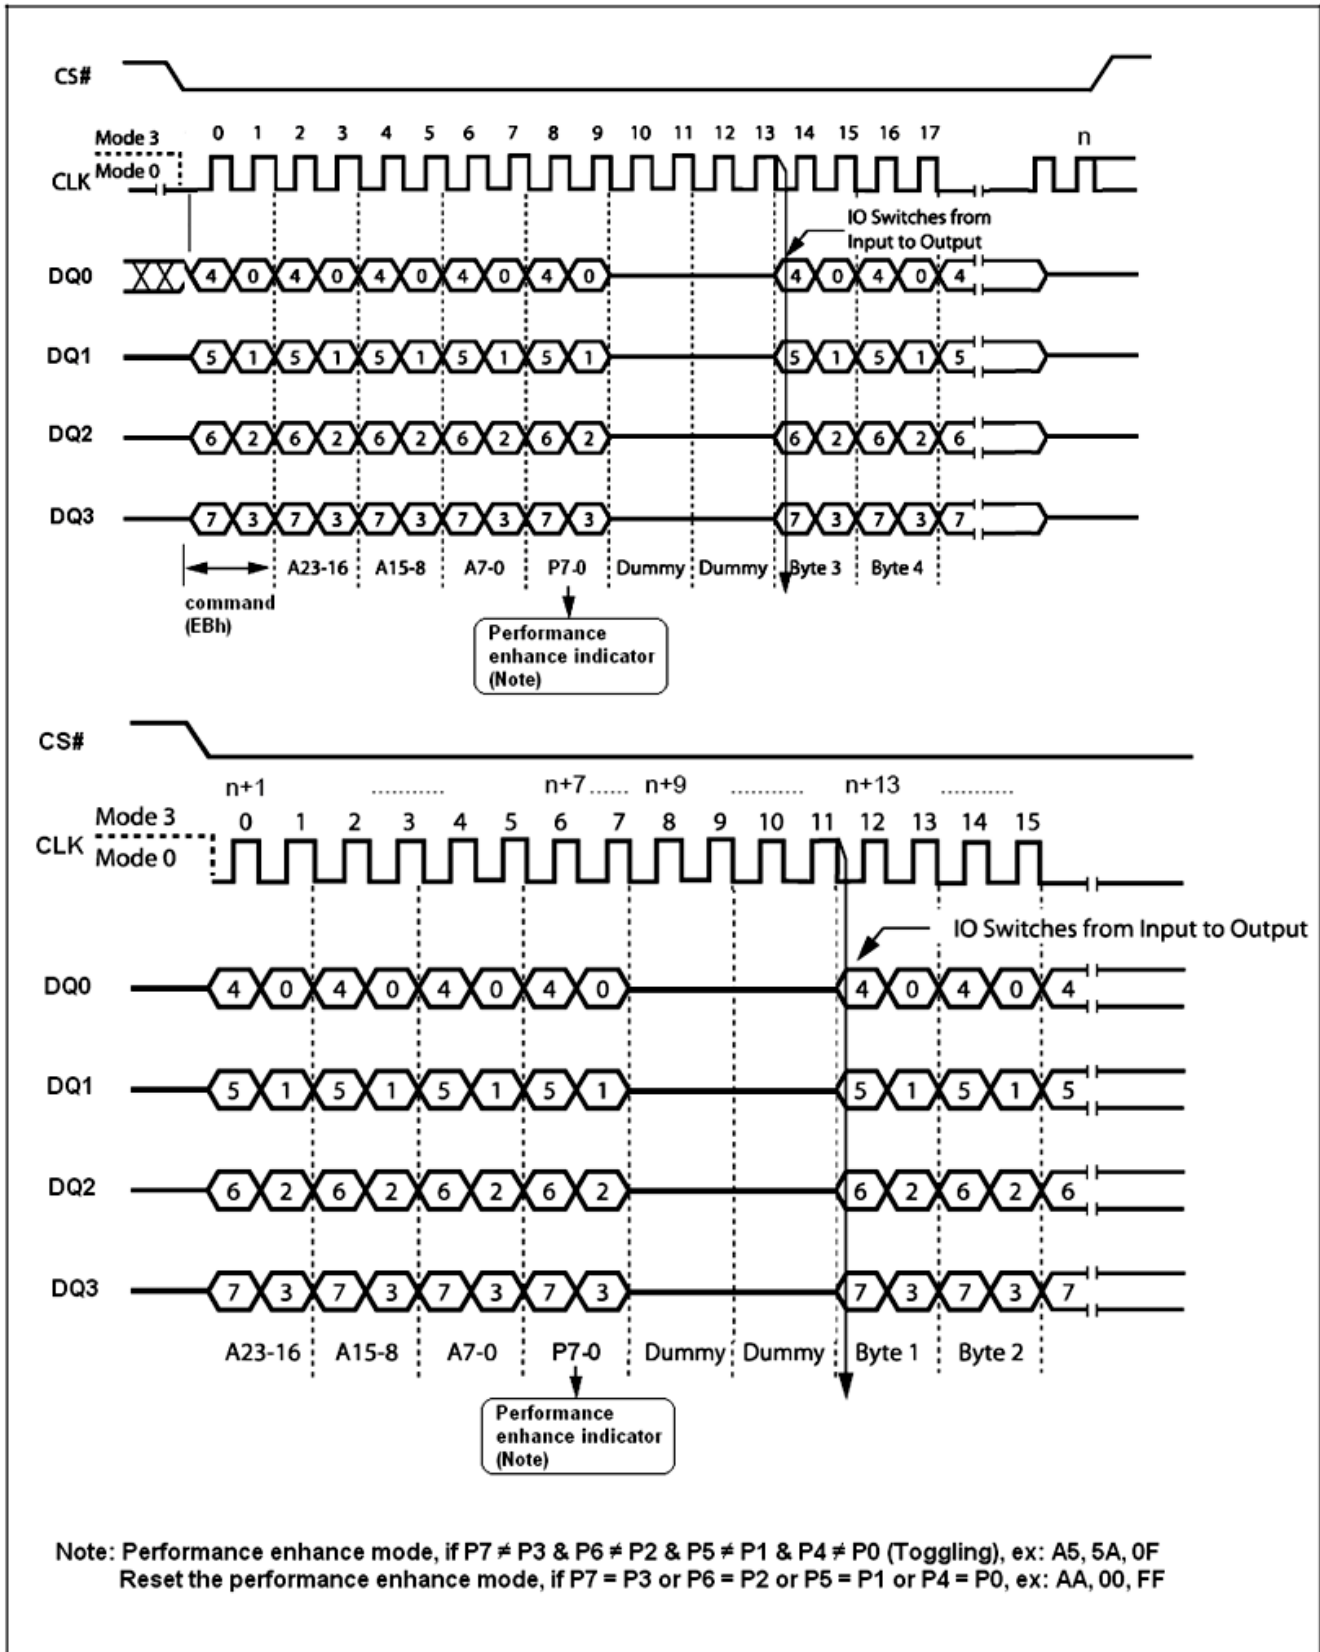 CS#
Mode 3
Mode 0
CLK
0 1 2 3 4 5 6 7 8 9 10 11 12 13 14 15 16 17 n
IO Switches from
Input to Output
DQ0 4 0 4 0 4 0 4 0 4 0 4 0 4 0 4
DQ1 5 1 5 1 5 1 5 1 5 1 5 1 5 1 5
DQ2 6 2 6 2 6 2 6 2 6 2 6 2 6 2 6
DQ3 7 3 7 3 7 3 7 3 7 3 7 3 7 3 7
A23-16 A15-8 A7-0 P7-0 Dummy Dummy Byte 3 Byte 4
command
(EBh)
Performance
enhance indicator
(Note)
CS#
n+1 ........... n+7 ...... n+9 ........... n+13 ...........
Mode 3
CLK
Mode 0
0 1 2 3 4 5 6 7 8 9 10 11 12 13 14 15
IO Switches from Input to Output
DQ0 4 0 4 0 4 0 4 0 4 0 4 0 4
DQ1 5 1 5 1 5 1 5 1 5 1 5 1 5
DQ2 6 2 6 2 6 2 6 2 6 2 6 2 6
DQ3 7 3 7 3 7 3 7 3 7 3 7 3 7
A23-16 A15-8 A7-0 P7-0 Dummy Dummy Byte 1 Byte 2
Performance
enhance indicator
(Note)
Note: Performance enhance mode, if P7 ≠ P3 & P6 ≠ P2 & P5 ≠ P1 & P4 ≠ P0 (Toggling), ex: A5, 5A, 0F
Reset the performance enhance mode, if P7 = P3 or P6 = P2 or P5 = P1 or P4 = P0, ex: AA, 00, FF